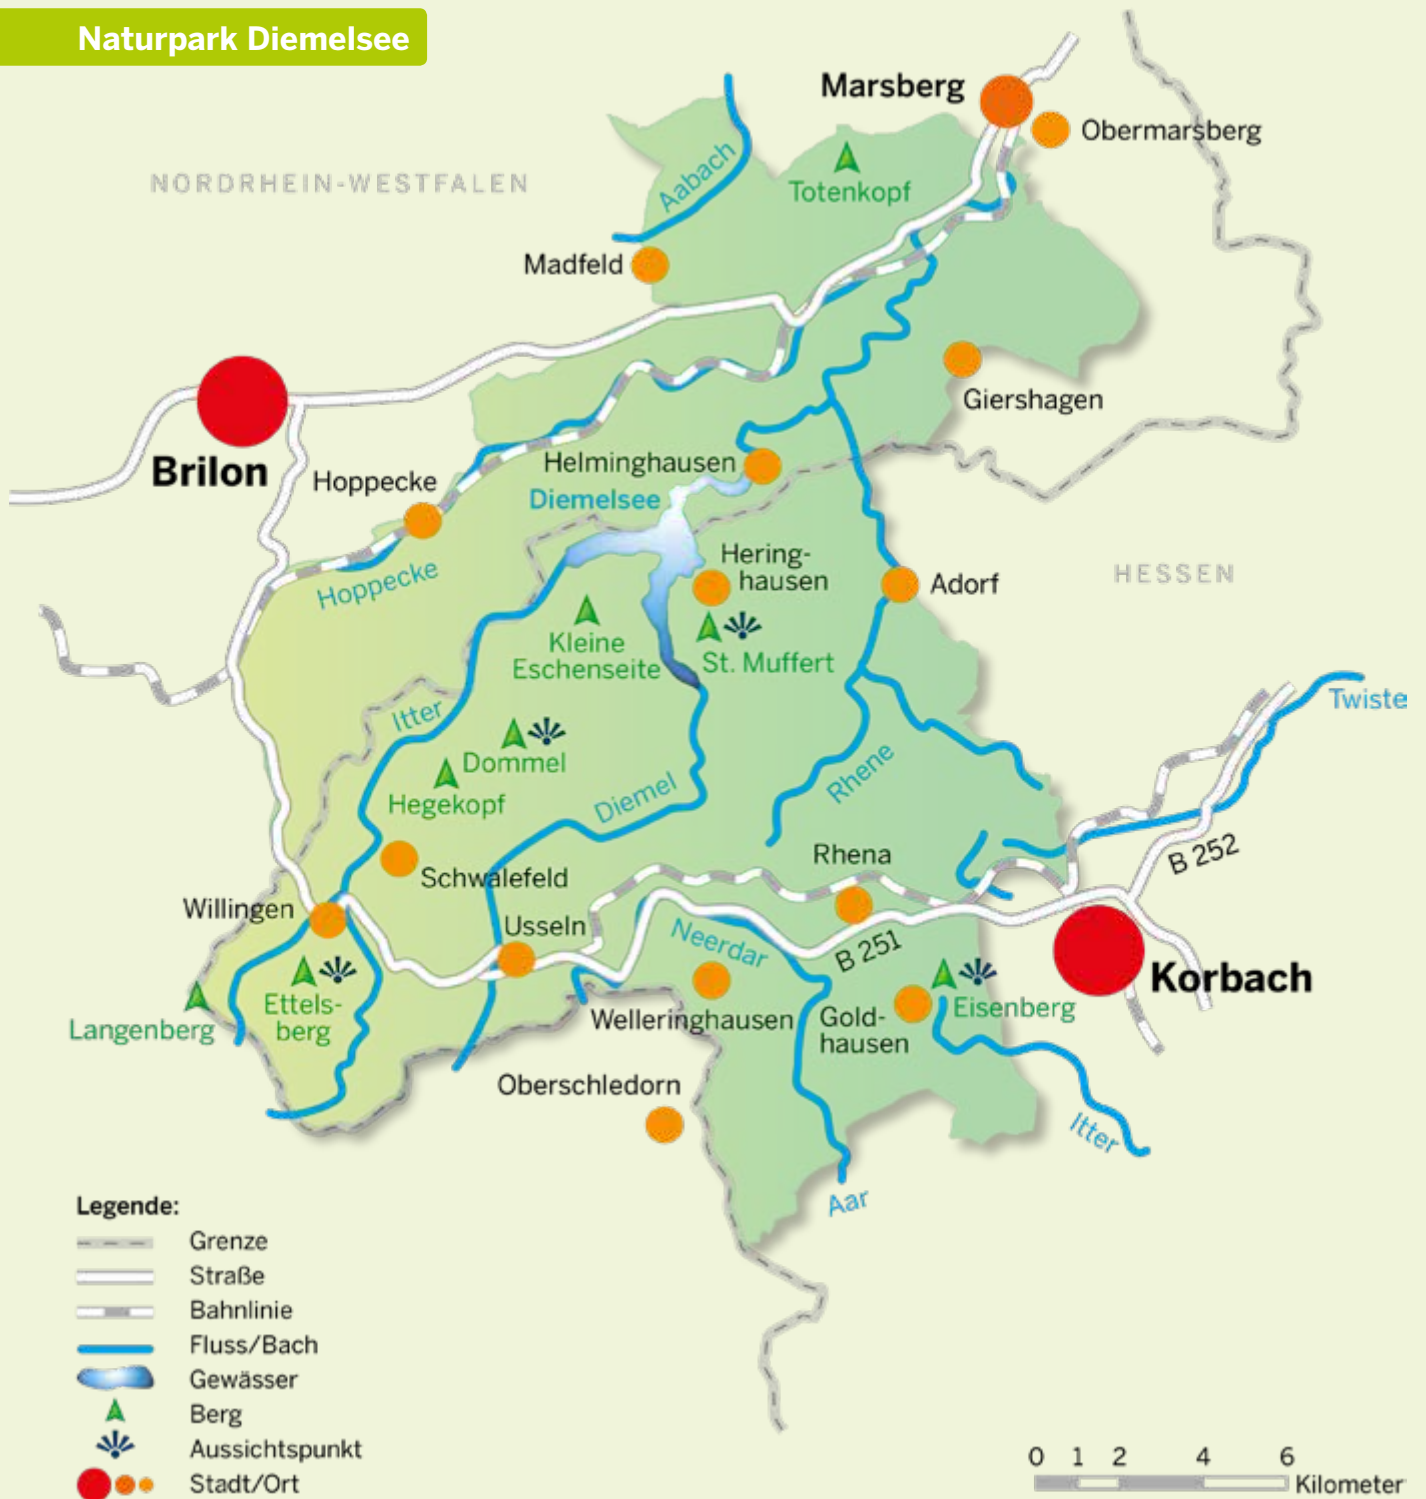 Naturpark Diemelsee
Marsberg
Obermarsberg
NORDRHEIN-WESTFALEN
Aabach
Totenkopf
Madfeld
Giershagen
Brilon
Hoppecke
Helminghausen
Diemelsee
Hoppecke
Hering-
hausen
Adorf
HESSEN
Kleine
Eschenseite
St. Muffert
Itter
Dommel
Hegekopf
Diemel
Rhene
Twiste
Schwalefeld
Rhena
B 252
Willingen
Usseln
Neerdar
B 251
Korbach
Ettels-
berg
Langenberg
Welleringhausen
Gold-
hausen
Eisenberg
Oberschledorn
Itter
Aar
Legende:
Grenze
Straße
Bahnlinie
Fluss/Bach
Gewässer
Berg
Aussichtspunkt
Stadt/Ort
0 1 2 4 6
Kilometer